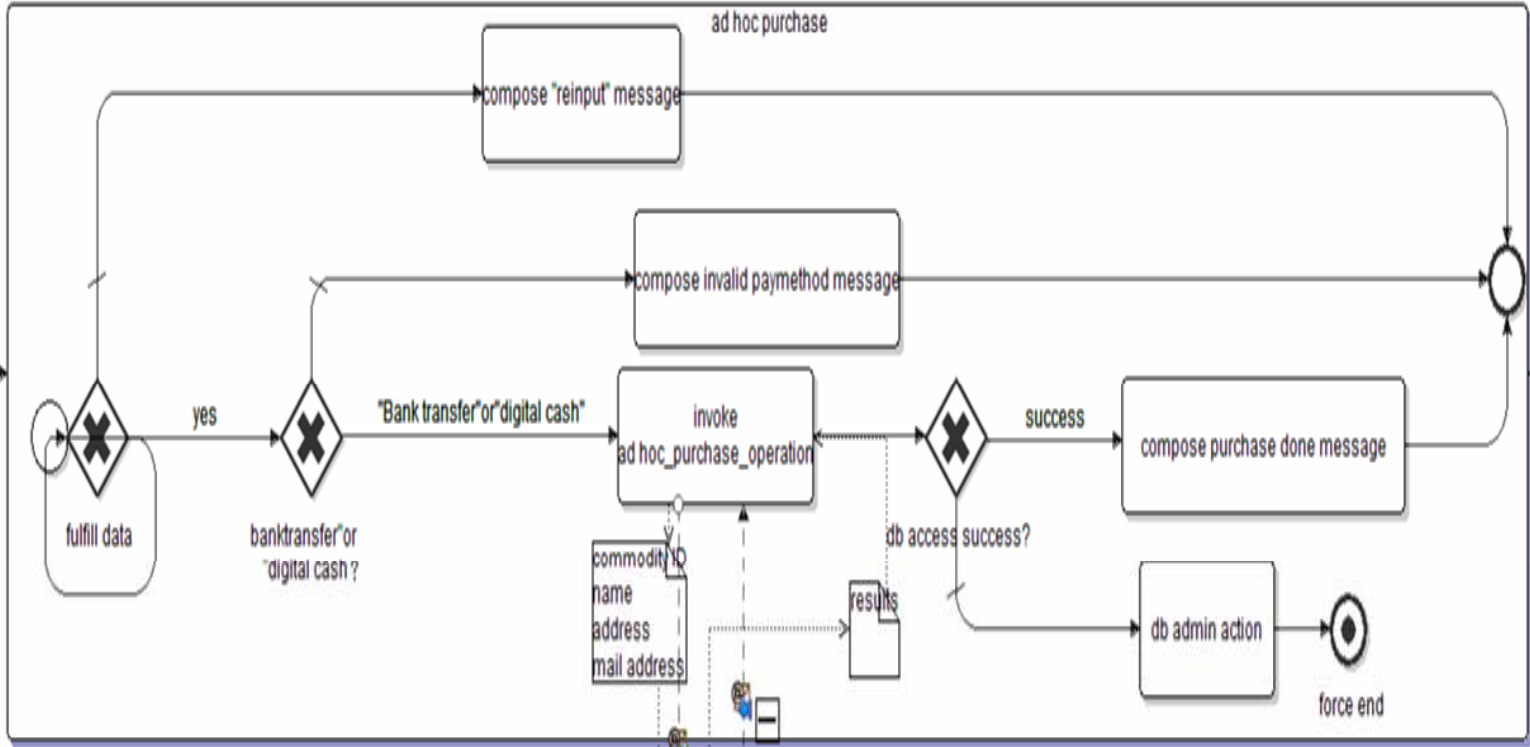 ad hoc purchase
compose "reinput" message
compose invalid paymethod message
yes
"Bank transfer"or"digital cash"
invoke
ad hoc_purchase_operation
success
compose purchase done message
fulfill data
banktransfer"or
"digital cash ?
db access success?
commodity ID
name
address
mail address
results
db admin action
force end